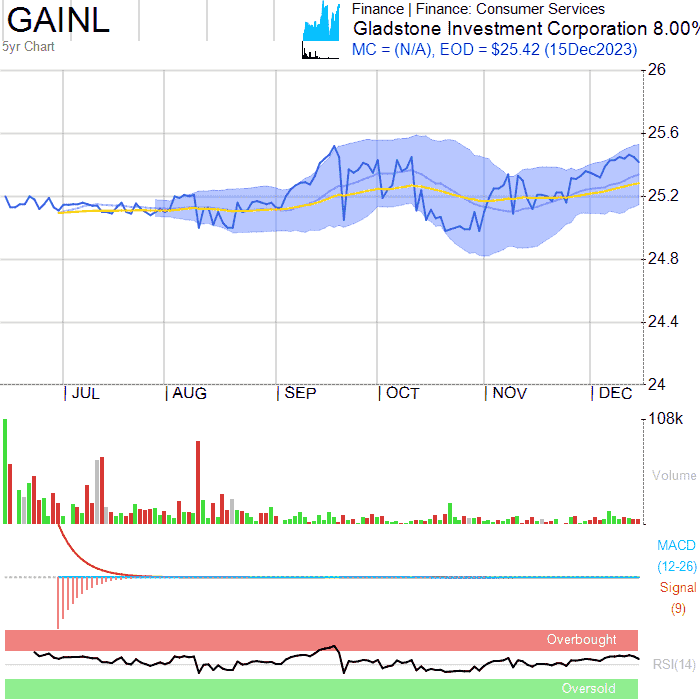 GAINL
5yr Chart
Finance | Finance: Consumer Services
Gladstone Investment Corporation 8.00%
MC = (N/A), EOD = $25.42 (15Dec2023)
26
25.6
25.2
24.8
24.4
24
JUL AUG SEP OCT NOV DEC
108k
Volume
MACD
(12-26)
Signal
(9)
Overbought
RSI(14)
Oversold